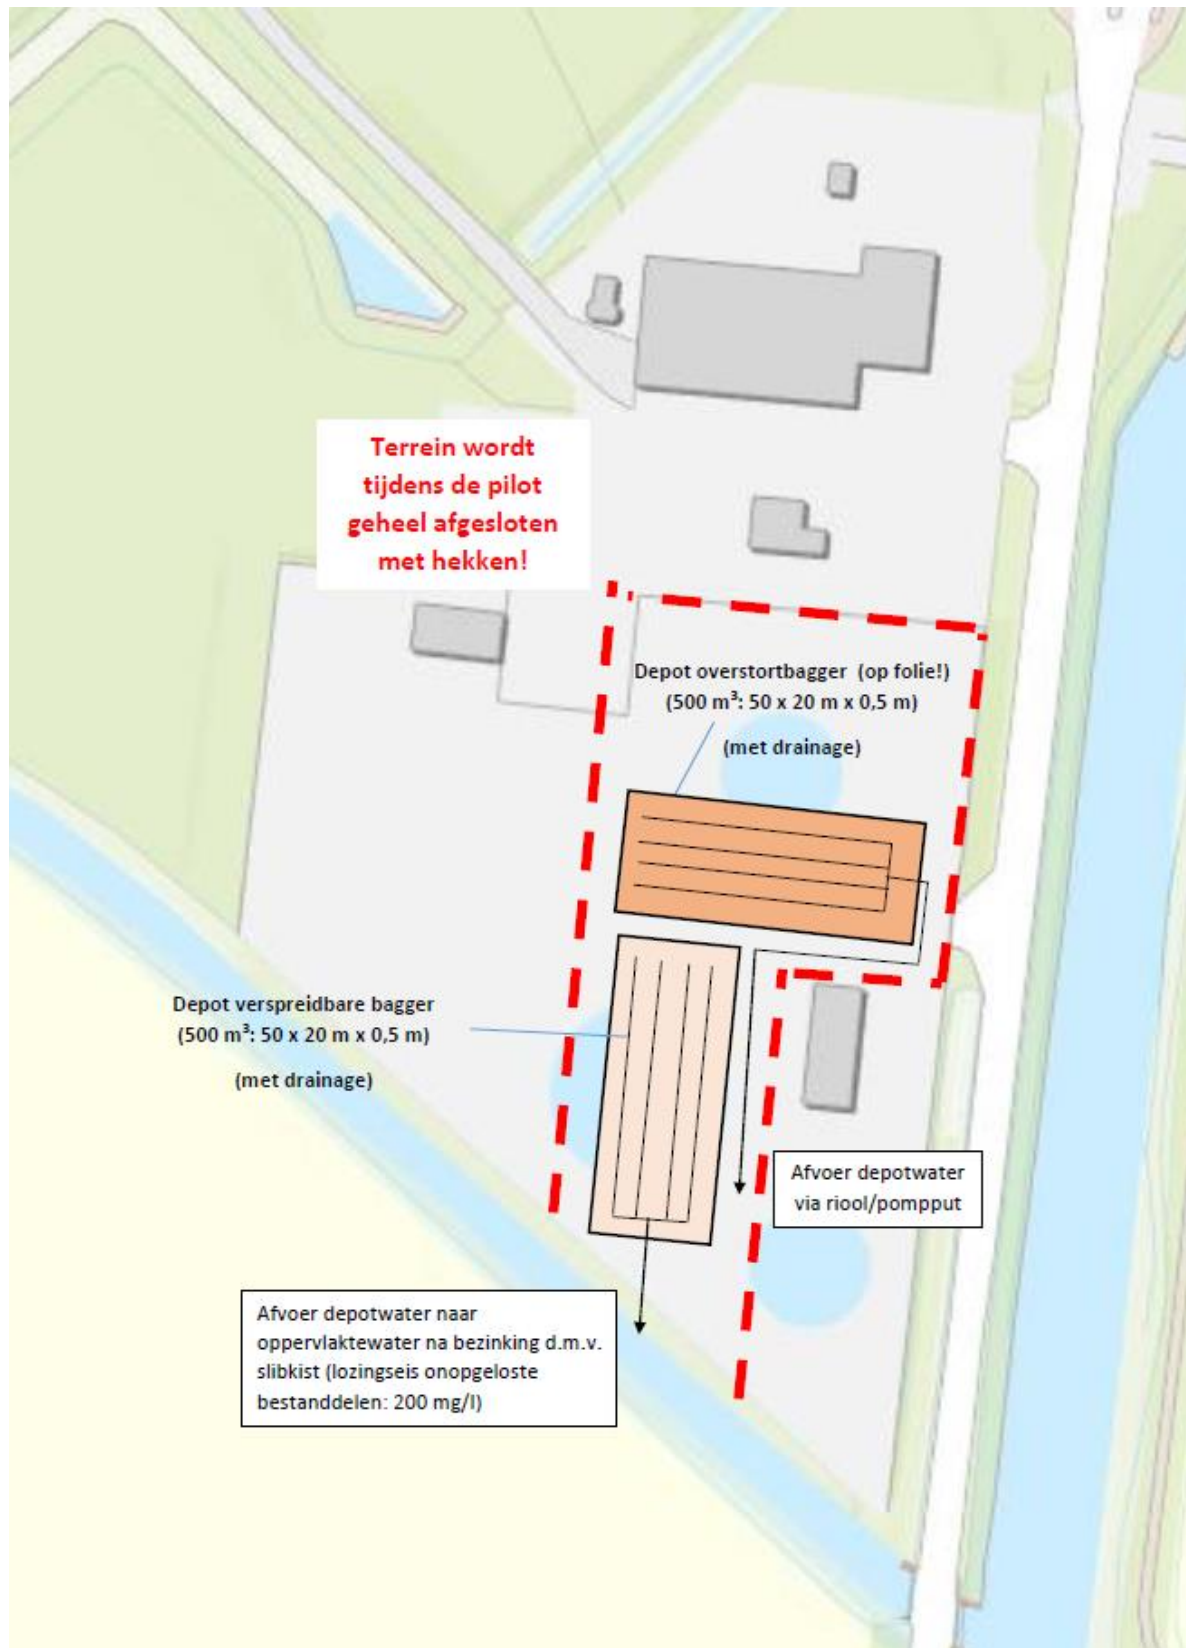 Terrein wordt
tijdens de pilot
geheel afgesloten
met hekken!
Depot overstortbagger (op folie!)
(500 m³: 50 x 20 m x 0,5 m)
(met drainage)
Depot verspreidbare bagger
(500 m³: 50 x 20 m x 0,5 m)
(met drainage)
Afvoer depotwater
via riool/pompput
Afvoer depotwater naar
oppervlaktewater na bezinking d.m.v.
slibkist (lozingseis onopgeloste
bestanddelen: 200 mg/l)